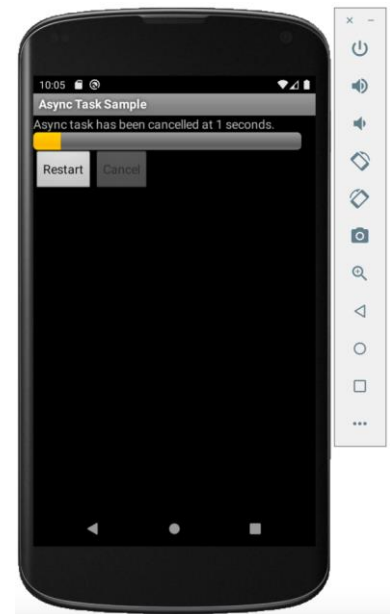 10:05
Async Task Sample
Async task has been cancelled at 1 seconds.
Restart Cancel